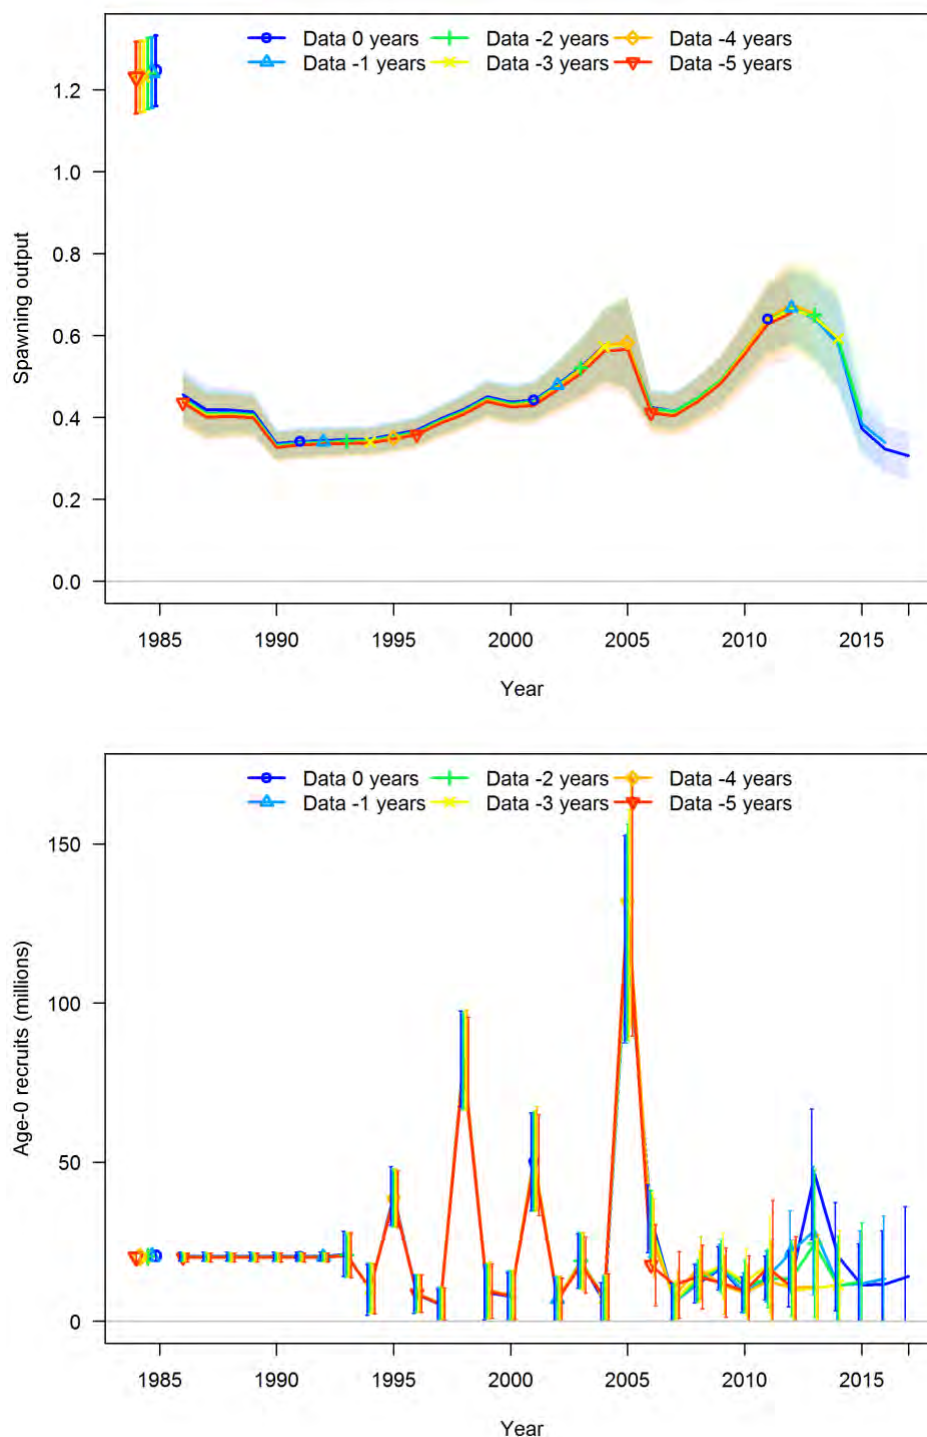 Data 0 years Data -2 years Data -4 years
Data -1 years Data -3 years Data -5 years
1.2
1.0
0.8
0.6
0.4
0.2
0.0
Spawning output
1985 1990 1995 2000 2005 2010 2015
Year
Data 0 years Data -2 years Data -4 years
Data -1 years Data -3 years Data -5 years
150
100
50
0
Age-0 recruits (millions)
1985 1990 1995 2000 2005 2010 2015
Year